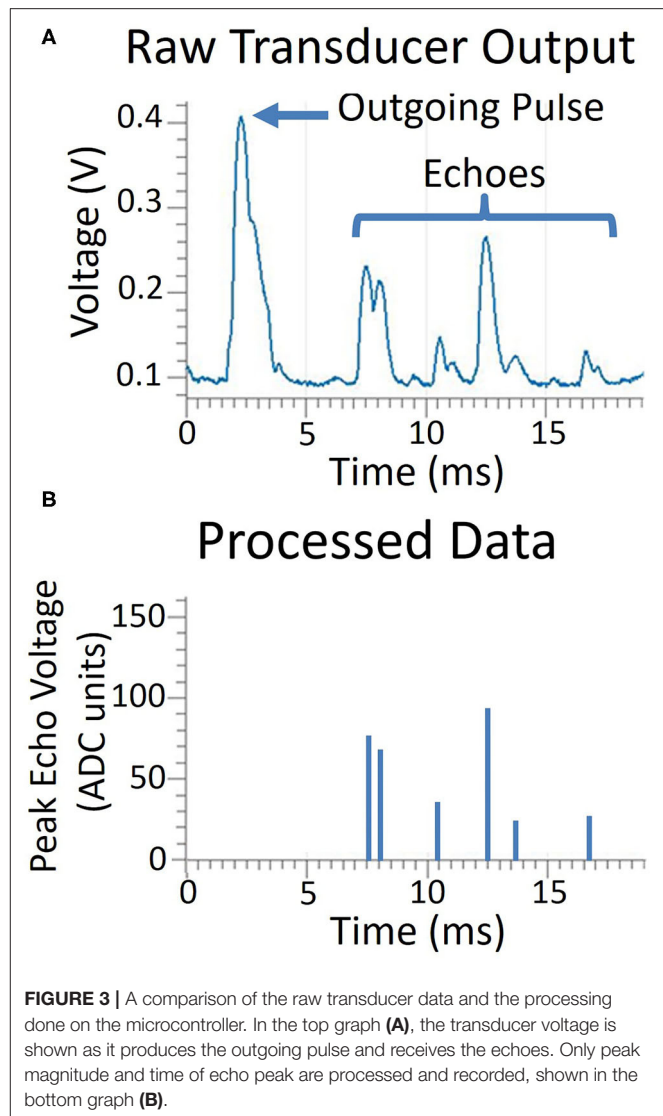 A
Raw Transducer Output
Outgoing Pulse
Echoes
Voltage (V)
0.4
0.3
0.2
0.1
0 5 10 15
Time (ms)
B
Processed Data
Peak Echo Voltage
(ADC units)
150
100
50
0
0 5 10 15
Time (ms)
FIGURE 3 | A comparison of the raw transducer data and the processing
done on the microcontroller. In the top graph (A), the transducer voltage is
shown as it produces the outgoing pulse and receives the echoes. Only peak
magnitude and time of echo peak are processed and recorded, shown in the
bottom graph (B).